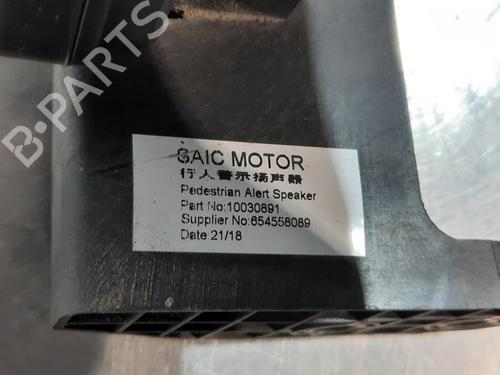 B-PARTS
SAIC MOTOR
行人警示扬声器
Pedestrian Alert Speaker
Part No:10030891
Supplier No:654558089
Date:21/18